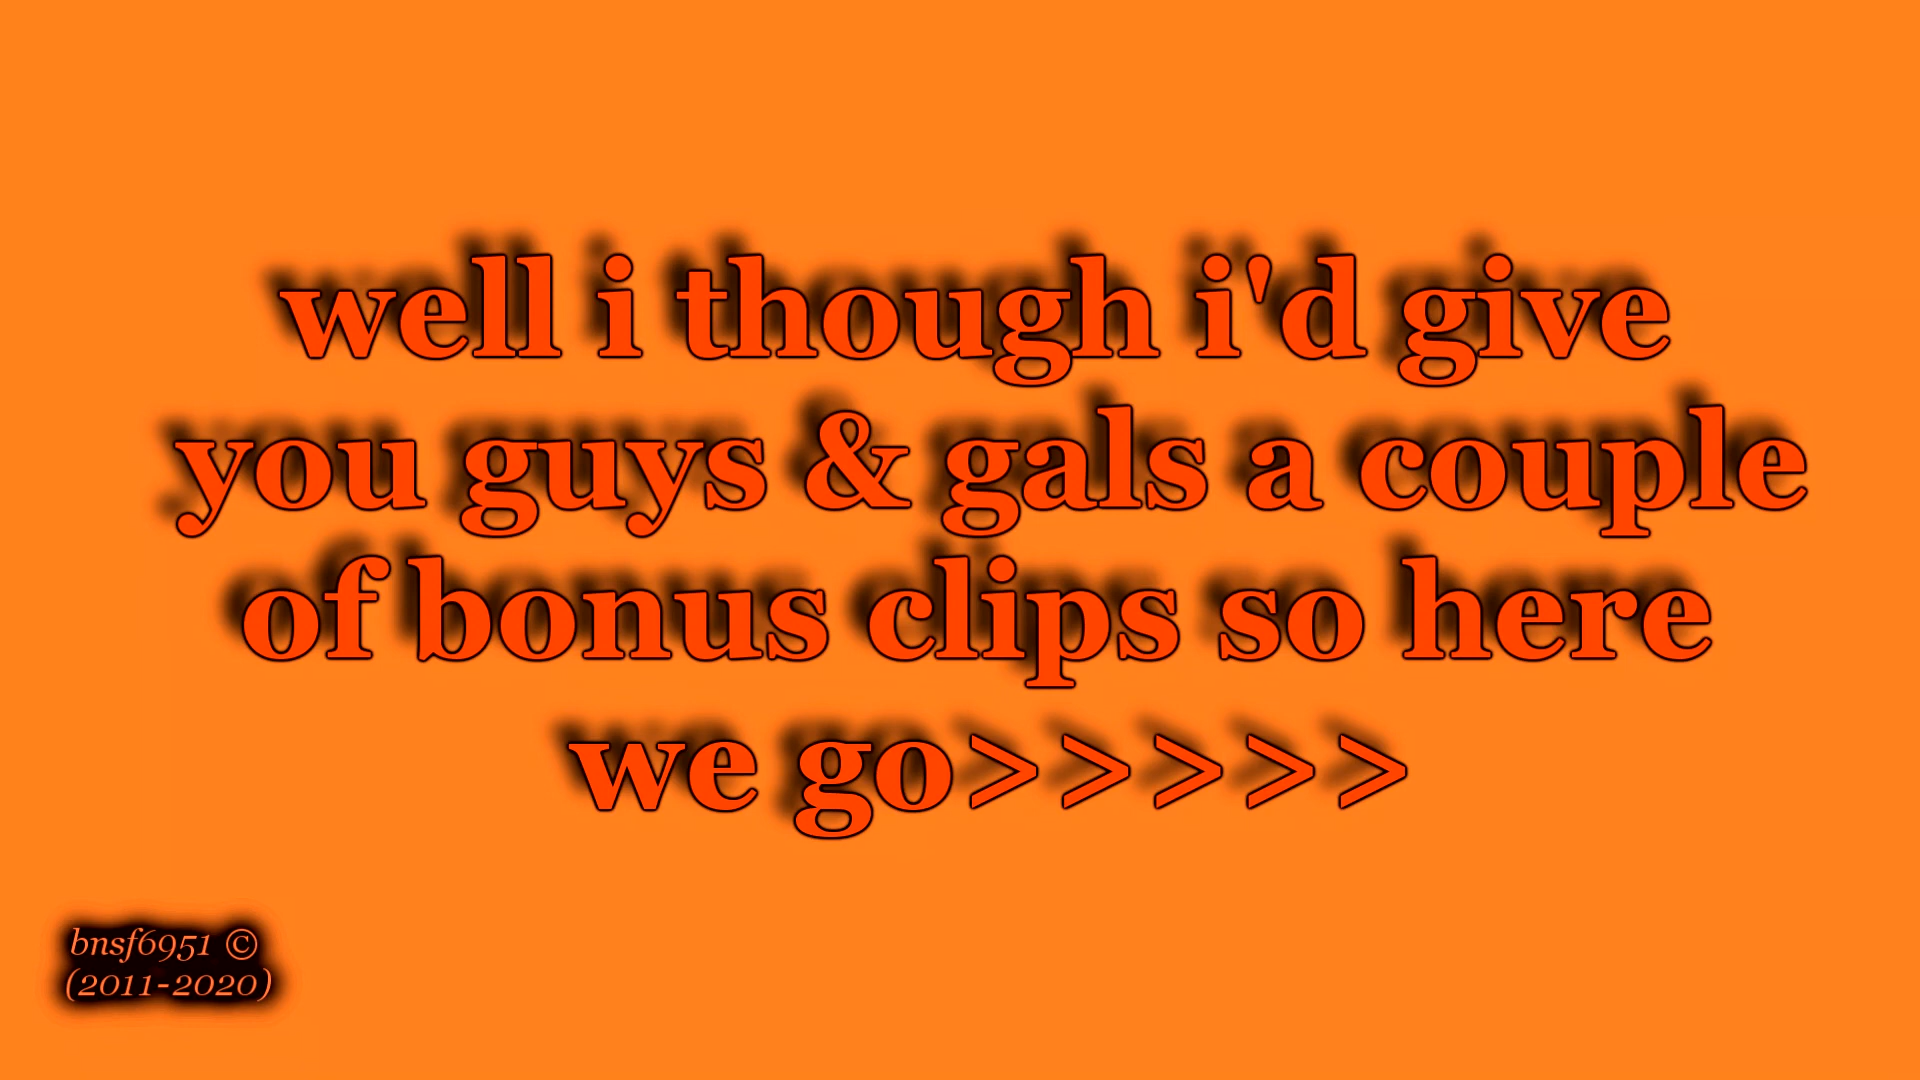 well i though i'd give
you guys & gals a couple
of bonus clips so here
we go>>>>>
bnsf6951 ©
(2011-2020)